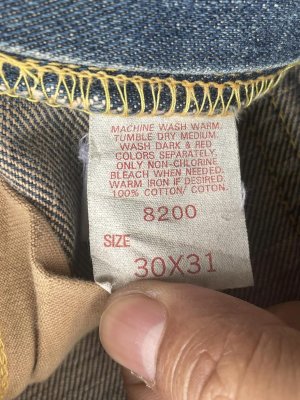 MACHINE WASH WARM.
TUMBLE DRY MEDIUM.
WASH DARK & RED
COLORS SEPARATELY.
ONLY NON-CHLORINE
BLEACH WHEN NEEDED.
WARM IRON IF DESIRED.
100% COTTON/COTTON.
8200
SIZE
30X31